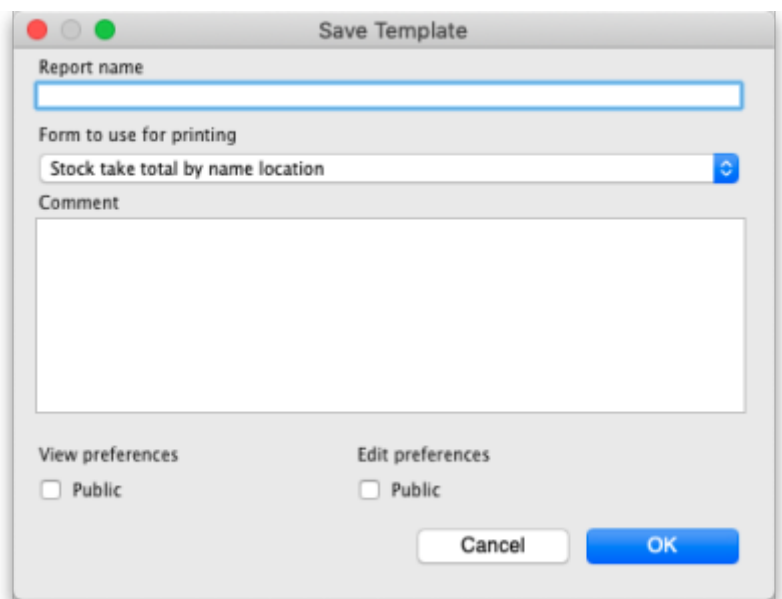 Save Template
Report name
Form to use for printing
Stock take total by name location
Comment
View preferences Edit preferences
Public Public
Cancel OK